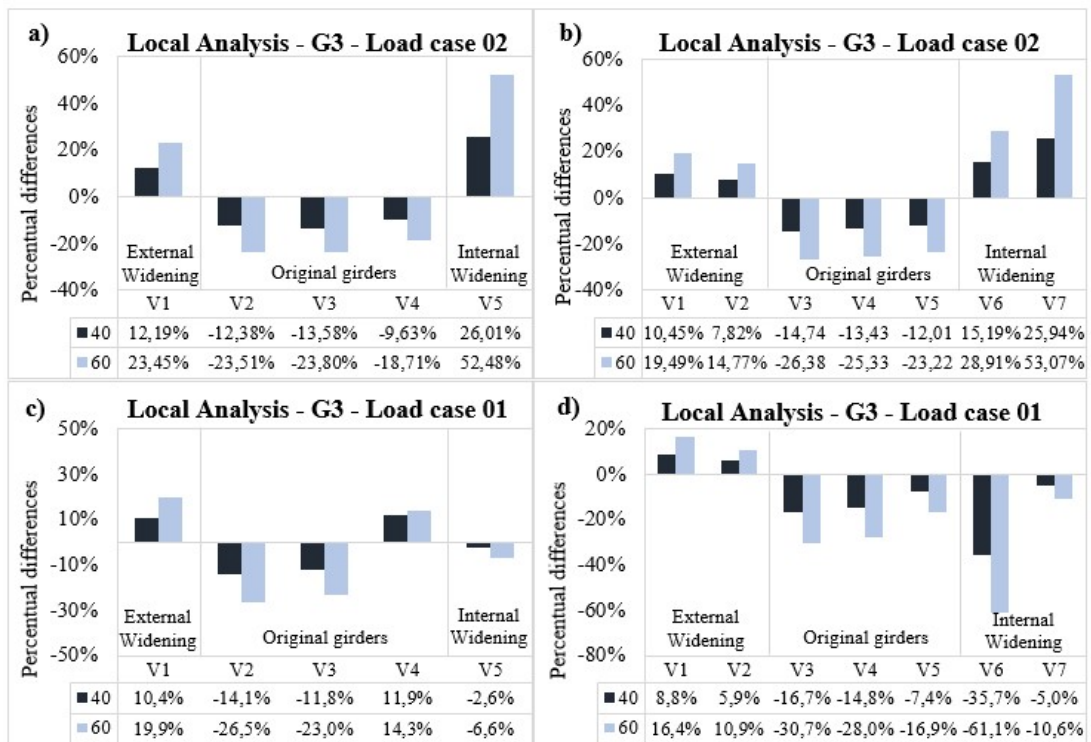 a) Local Analysis - G3 - Load case 02
Percentual differences
60%
40%
20%
0%
-20%
-40%
External Widening
Original girders
Internal Widening
V1 V2 V3 V4 V5
40 12,19% -12,38% -13,58% -9,63% 26,01%
60 23,45% -23,51% -23,80% -18,71% 52,48%
b) Local Analysis - G3 - Load case 02
Percentual differences
60%
40%
20%
0%
-20%
-40%
External Widening
Original girders
Internal Widening
V1 V2 V3 V4 V5 V6 V7
40 10,45% 7,82% -14,74 -13,43 -12,01 15,19% 25,94%
60 19,49% 14,77% -26,38 -25,33 -23,22 28,91% 53,07%
c) Local Analysis - G3 - Load case 01
Percentual differences
50%
30%
10%
-10%
-30%
-50%
External Widening
Original girders
Internal Widening
V1 V2 V3 V4 V5
40 10,4% -14,1% -11,8% 11,9% -2,6%
60 19,9% -26,5% -23,0% 14,3% -6,6%
d) Local Analysis - G3 - Load case 01
Percentual differences
20%
0%
-20%
-40%
-60%
-80%
External Widening
Original girders
Internal Widening
V1 V2 V3 V4 V5 V6 V7
40 8,8% 5,9% -16,7% -14,8% -7,4% -35,7% -5,0%
60 16,4% 10,9% -30,7% -28,0% -16,9% -61,1% -10,6%